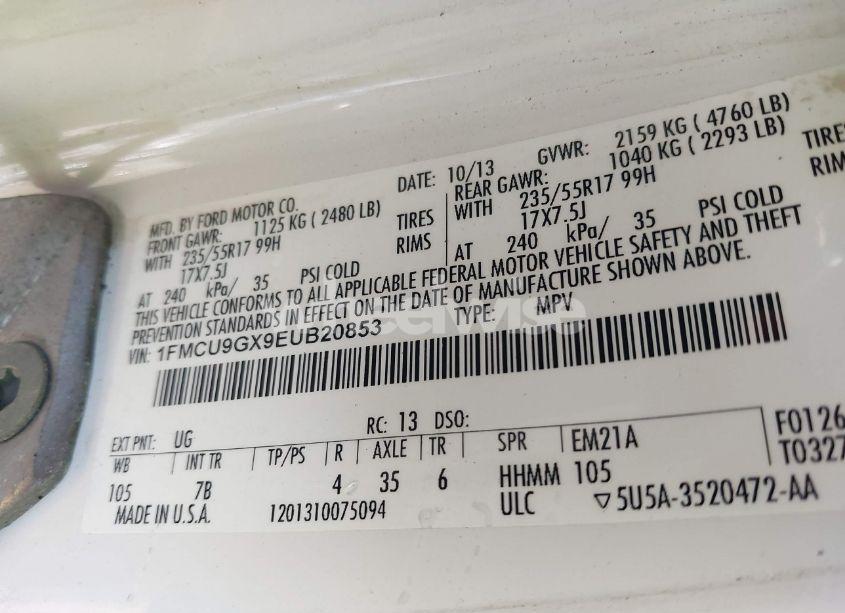 MFD. BY FORD MOTOR CO.
DATE: 10/13 GVWR: 2159 KG ( 4760 LB)
FRONT GAWR: 1125 KG ( 2480 LB) REAR GAWR: 1040 KG ( 2293 LB)
WITH 235/55R17 99H TIRES WITH 235/55R17 99H TIRES
17X7.5J RIMS 17X7.5J RIMS
AT 240 kPa/ 35 PSI COLD AT 240 kPa/ 35 PSI COLD
THIS VEHICLE CONFORMS TO ALL APPLICABLE FEDERAL MOTOR VEHICLE SAFETY AND THEFT
PREVENTION STANDARDS IN EFFECT ON THE DATE OF MANUFACTURE SHOWN ABOVE.
VIN: 1FMCU9GX9EUB20853 TYPE: MPV
EXT PNT: UG RC: 13 DSO: F0126
WB INT TR TP/PS R AXLE TR SPR EM21A T0327
105 7B 4 35 6 HHMM 105
MADE IN U.S.A. 1201310075094 ULC ▽5U5A-3520472-AA